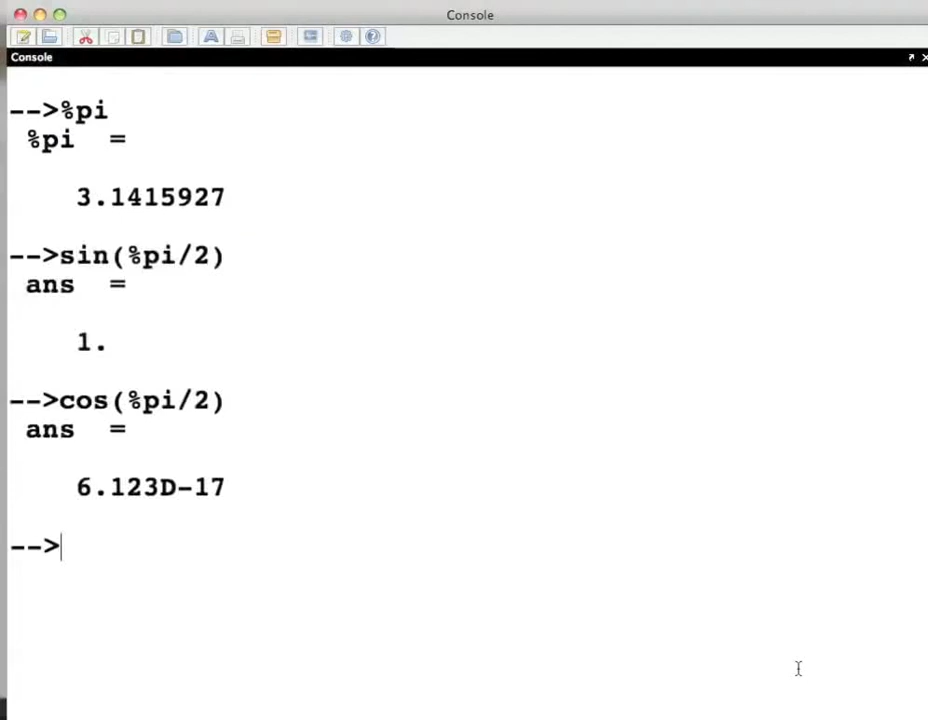 Console
Console
-->%pi
%pi =
3.1415927
-->sin(%pi/2)
ans =
1.
-->cos(%pi/2)
ans =
6.123D-17
-->